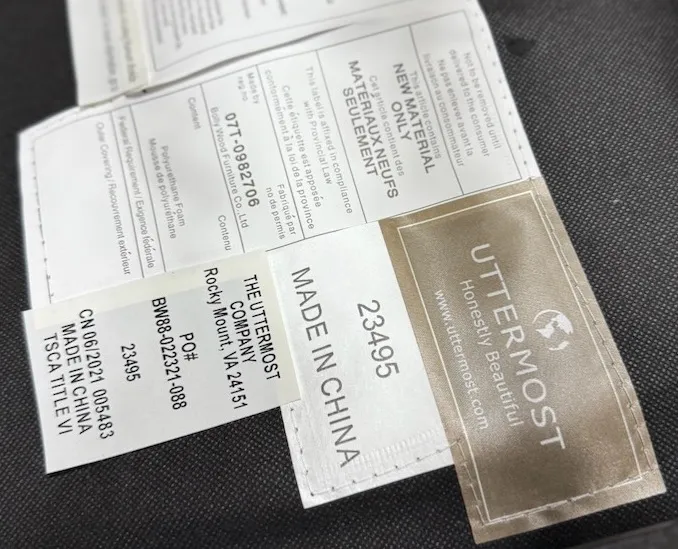 Not to be removed until
delivered to the consumer
Ne pas enlever avant la
livraison au consommateur
This article contains
NEW MATERIAL
ONLY
Cet article contient des
MATÉRIAUX NEUFS
SEULEMENT
This label is affixed in compliance
with Provincial Law
Cette étiquette est apposée
conformément à la loi de la province
Made by
reg.no.
Fabriqué par
no de permis
07T-0982706
Bolly Wood Furniture Co.,Ltd
Content
Contenu
Polyurethane Foam
Mousse de polyuréthane
Federal Requirement / Exigence fédérale
Outer Covering / Recouvrement extérieur
THE UTTERMOST
COMPANY
Rocky Mount, VA 24151
PO#
BW88-022321-088
23495
CN 06/2021 005483
MADE IN CHINA
TSCA TITLE VI
23495
MADE IN CHINA
UTTERMOST
Honestly Beautiful
www.uttermost.com